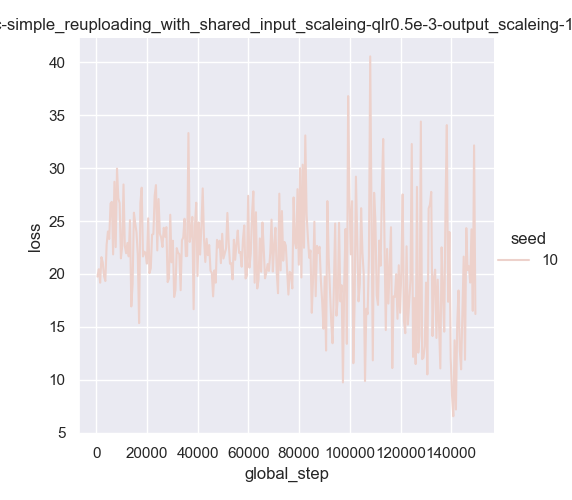 c-simple_reuploading_with_shared_input_scaleing-qlr0.5e-3-output_scaleing-1
40
35
30
25
20
15
10
5
loss
0 20000 40000 60000 80000 100000 120000 140000
global_step
seed
10